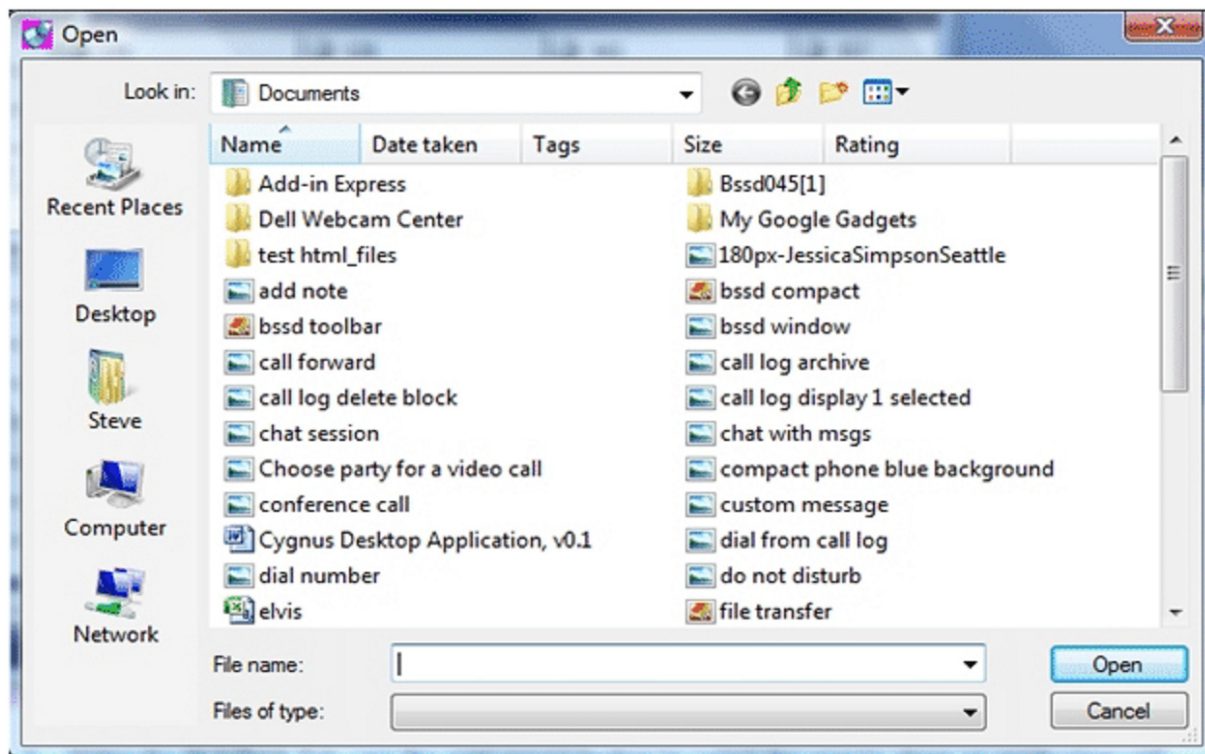 Open
Look in: Documents
Name Date taken Tags Size Rating
Recent Places
Desktop
Steve
Computer
Network
Add-in Express Bssd045[1]
Dell Webcam Center My Google Gadgets
test html_files 180px-JessicaSimpsonSeattle
add note bssd compact
bssd toolbar bssd window
call forward call log archive
call log delete block call log display 1 selected
chat session chat with msgs
Choose party for a video call compact phone blue background
conference call custom message
Cygnus Desktop Application, v0.1 dial from call log
dial number do not disturb
elvis file transfer
File name: Open
Files of type: Cancel